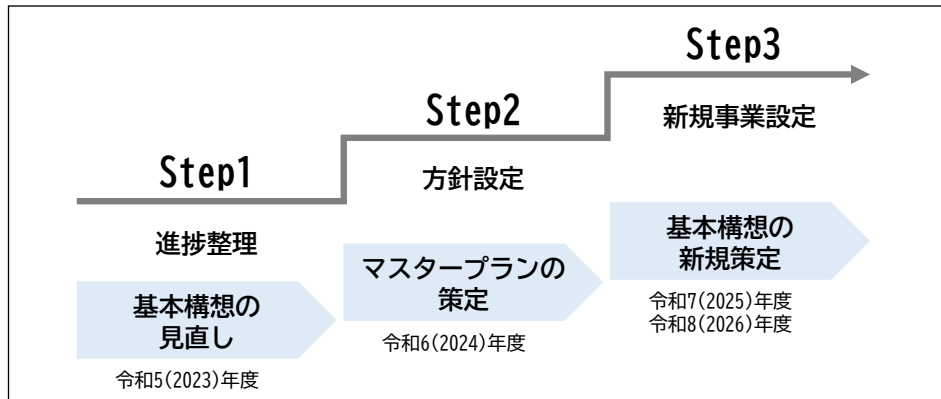 Step1
進捗整理
基本構想の
見直し
令和5(2023)年度
Step2
方針設定
マスタープランの
策定
令和6(2024)年度
Step3
新規事業設定
基本構想の
新規策定
令和7(2025)年度
令和8(2026)年度